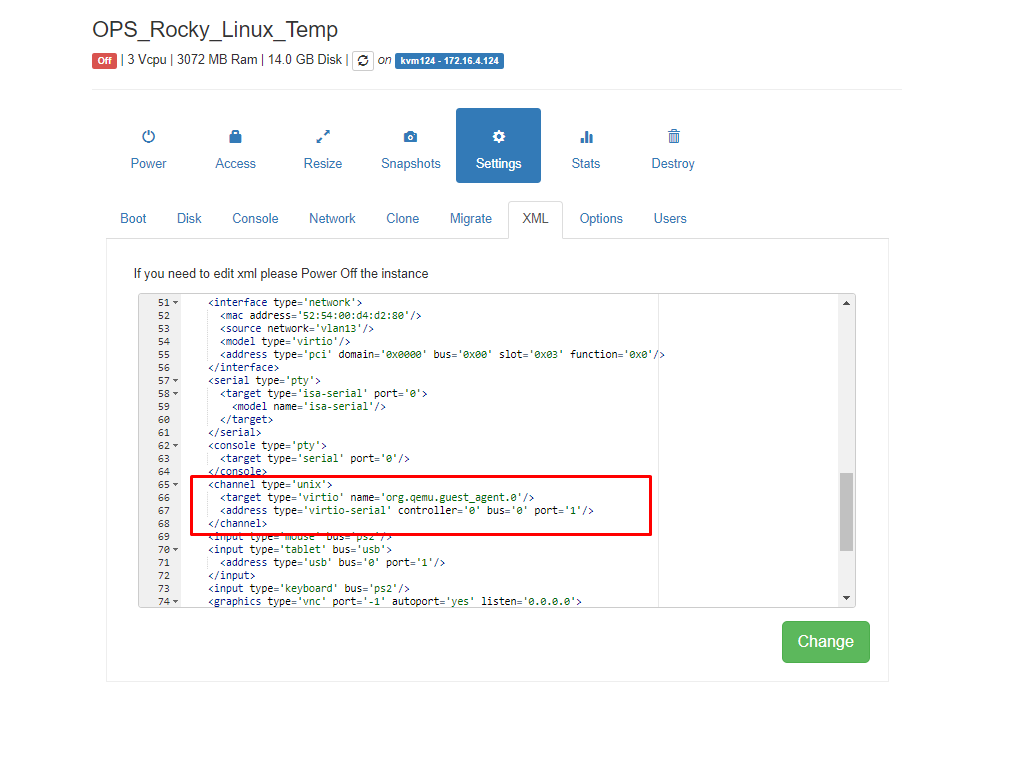 OPS_Rocky_Linux_Temp
Off | 3 Vcpu | 3072 MB Ram | 14.0 GB Disk | on kvm124 - 172.16.4.124
Power Access Resize Snapshots Settings Stats Destroy
Boot Disk Console Network Clone Migrate XML Options Users
If you need to edit xml please Power Off the instance
51 <interface type='network'>
52 <mac address='52:54:00:d4:d2:80'/>
53 <source network='vlan13'/>
54 <model type='virtio'/>
55 <address type='pci' domain='0x0000' bus='0x00' slot='0x03' function='0x0'/>
56 </interface>
57 <serial type='pty'>
58 <target type='isa-serial' port='0'>
59 <model name='isa-serial'/>
60 </target>
61 </serial>
62 <console type='pty'>
63 <target type='serial' port='0'/>
64 </console>
65 <channel type='unix'>
66 <target type='virtio' name='org.qemu.guest_agent.0'/>
67 <address type='virtio-serial' controller='0' bus='0' port='1'/>
68 </channel>
69 <input type='mouse' bus='ps2'/>
70 <input type='tablet' bus='usb'>
71 <address type='usb' bus='0' port='1'/>
72 </input>
73 <input type='keyboard' bus='ps2'/>
74 <graphics type='vnc' port='-1' autoport='yes' listen='0.0.0.0'>
Change